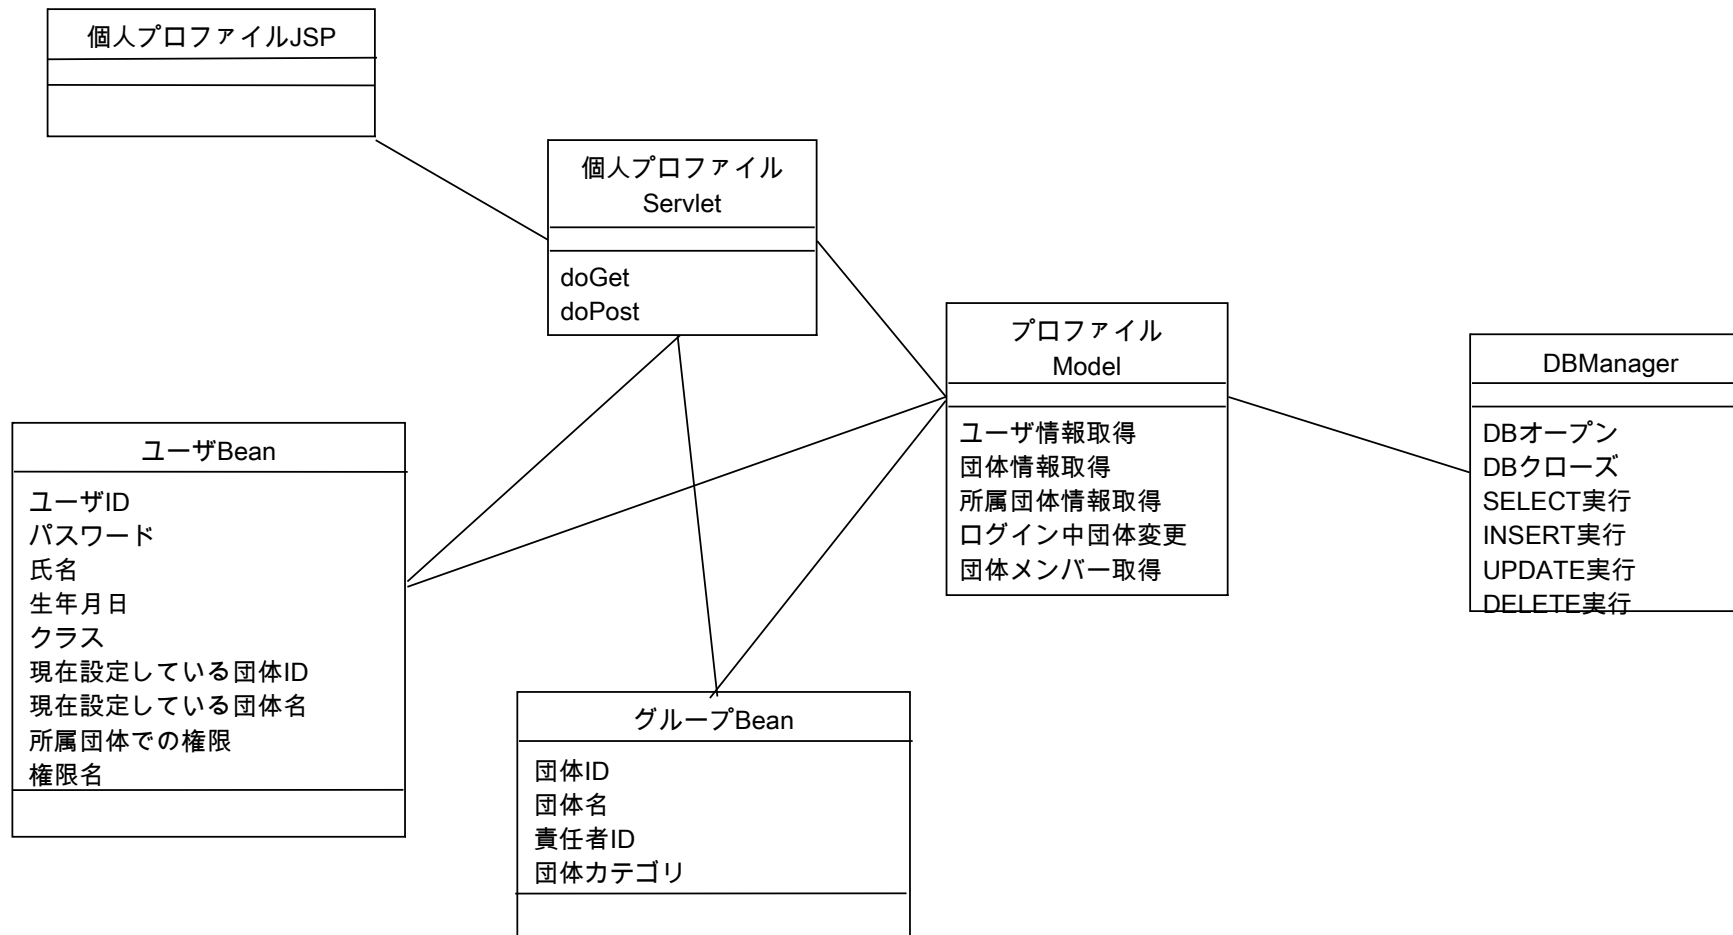 個人プロファイルJSP
個人プロファイル
Servlet
doGet
doPost
プロファイル
Model
ユーザ情報取得
団体情報取得
所属団体情報取得
ログイン中団体変更
団体メンバー取得
DBManager
DBオープン
DBクローズ
SELECT実行
INSERT実行
UPDATE実行
DELETE実行
ユーザBean
ユーザID
パスワード
氏名
生年月日
クラス
現在設定している団体ID
現在設定している団体名
所属団体での権限
権限名
グループBean
団体ID
団体名
責任者ID
団体カテゴリ